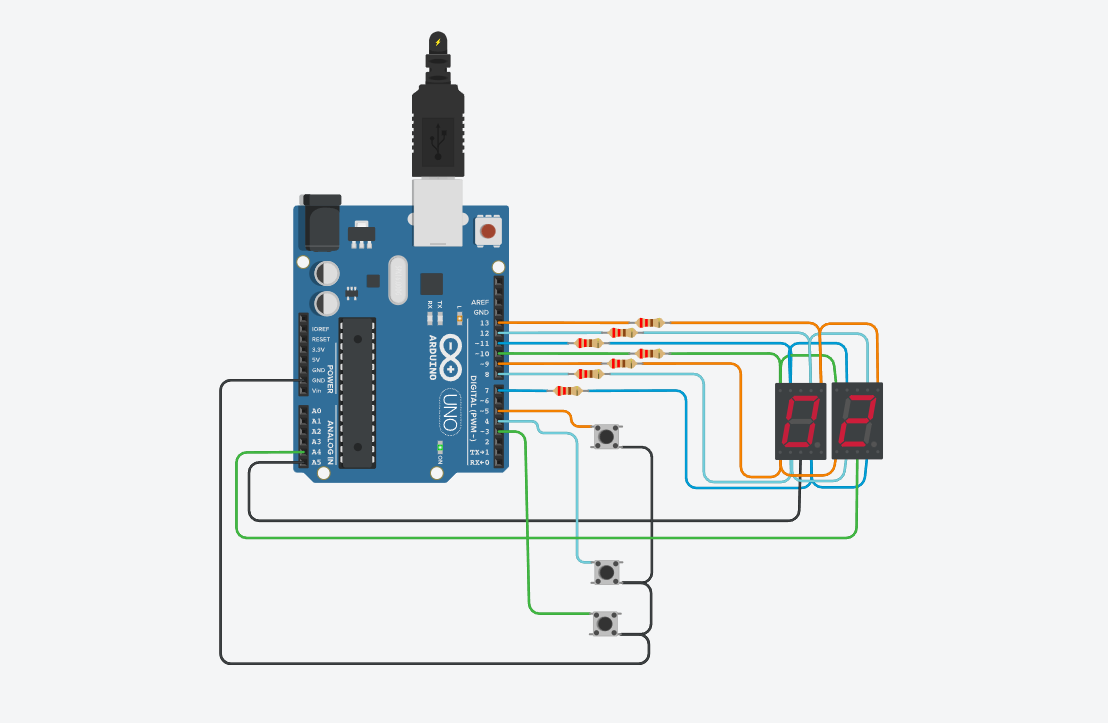 AREF
GND
13
12
~11
~10
~9
8
7
~6
~5
4
~3
2
TX→1
RX←0
DIGITAL (PWM~)
IOREF
RESET
3.3V
5V
GND
GND
Vin
POWER
A0
A1
A2
A3
A4
A5
ANALOG IN
RX
TX
L
ARDUINO
UNO
ON
0
2